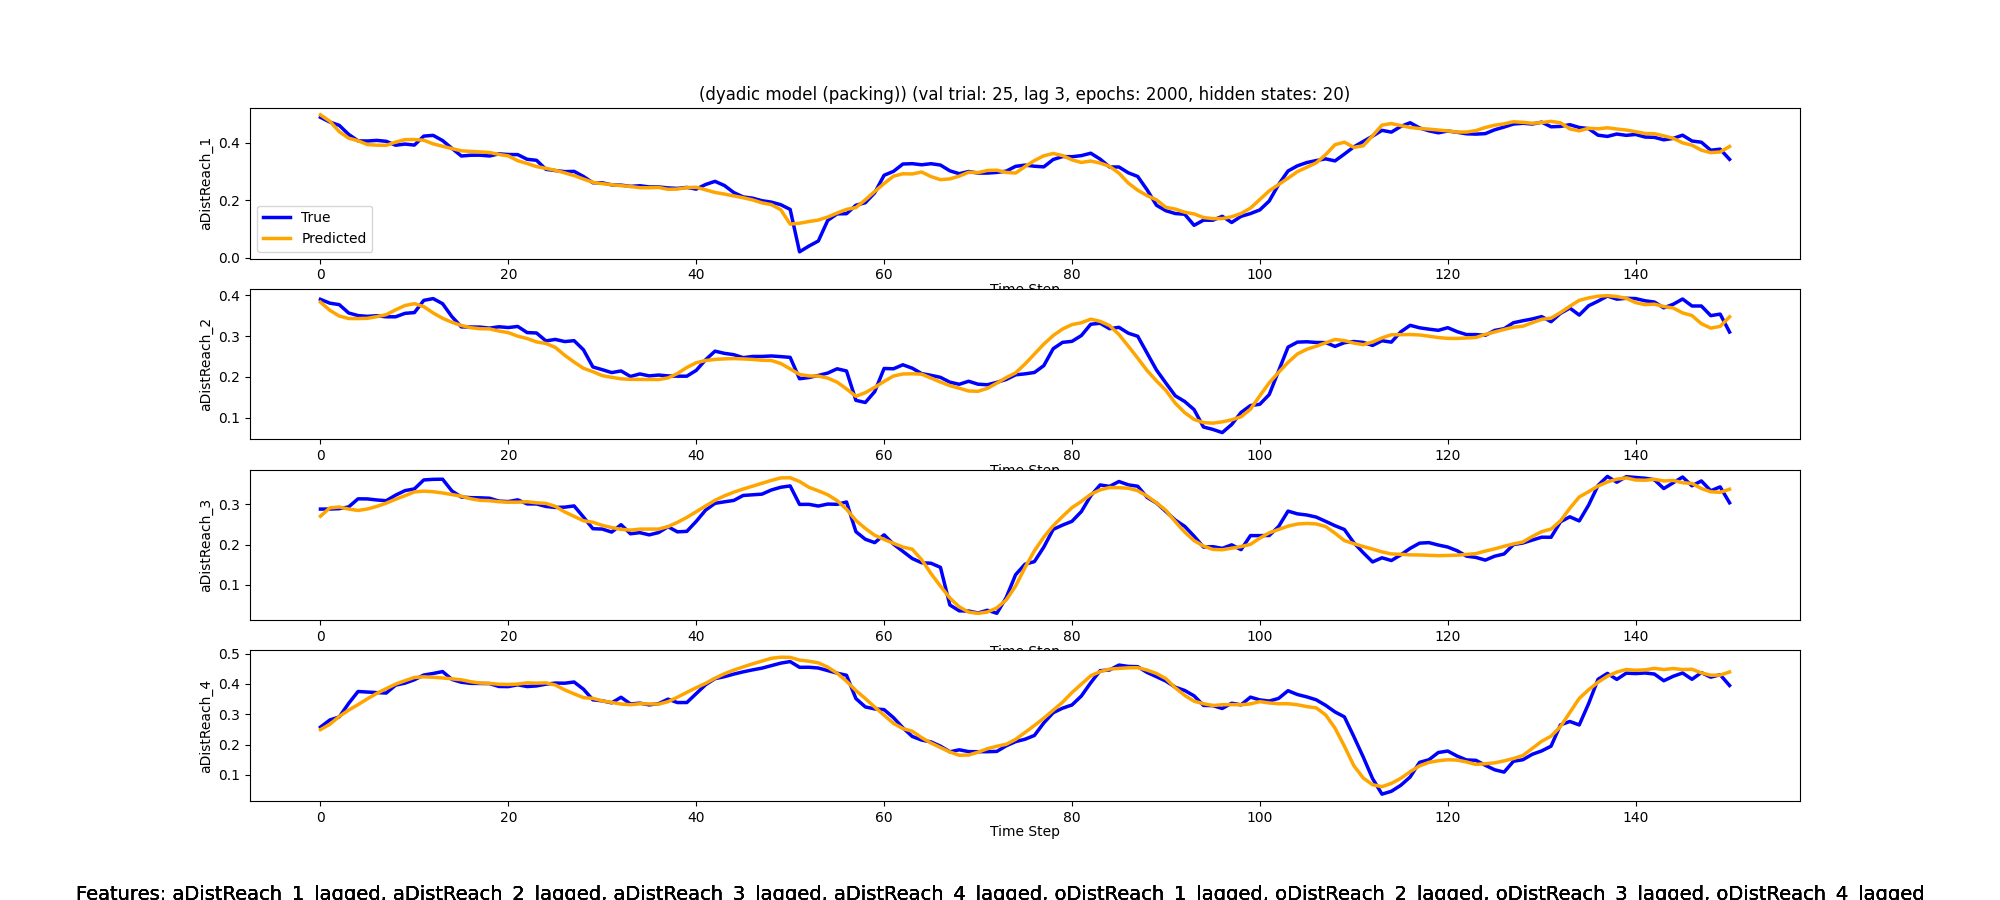 (dyadic model (packing)) (val trial: 25, lag 3, epochs: 2000, hidden states: 20)
aDistReach_1
0.4
0.2
0.0
True
Predicted
0 20 40 60 80 100 120 140
Time Step
aDistReach_2
0.4
0.3
0.2
0.1
0 20 40 60 80 100 120 140
Time Step
aDistReach_3
0.3
0.2
0.1
0 20 40 60 80 100 120 140
Time Step
aDistReach_4
0.5
0.4
0.3
0.2
0.1
0 20 40 60 80 100 120 140
Time Step
Features: aDistReach_1_lagged, aDistReach_2_lagged, aDistReach_3_lagged, aDistReach_4_lagged, oDistReach_1_lagged, oDistReach_2_lagged, oDistReach_3_lagged, oDistReach_4_lagged